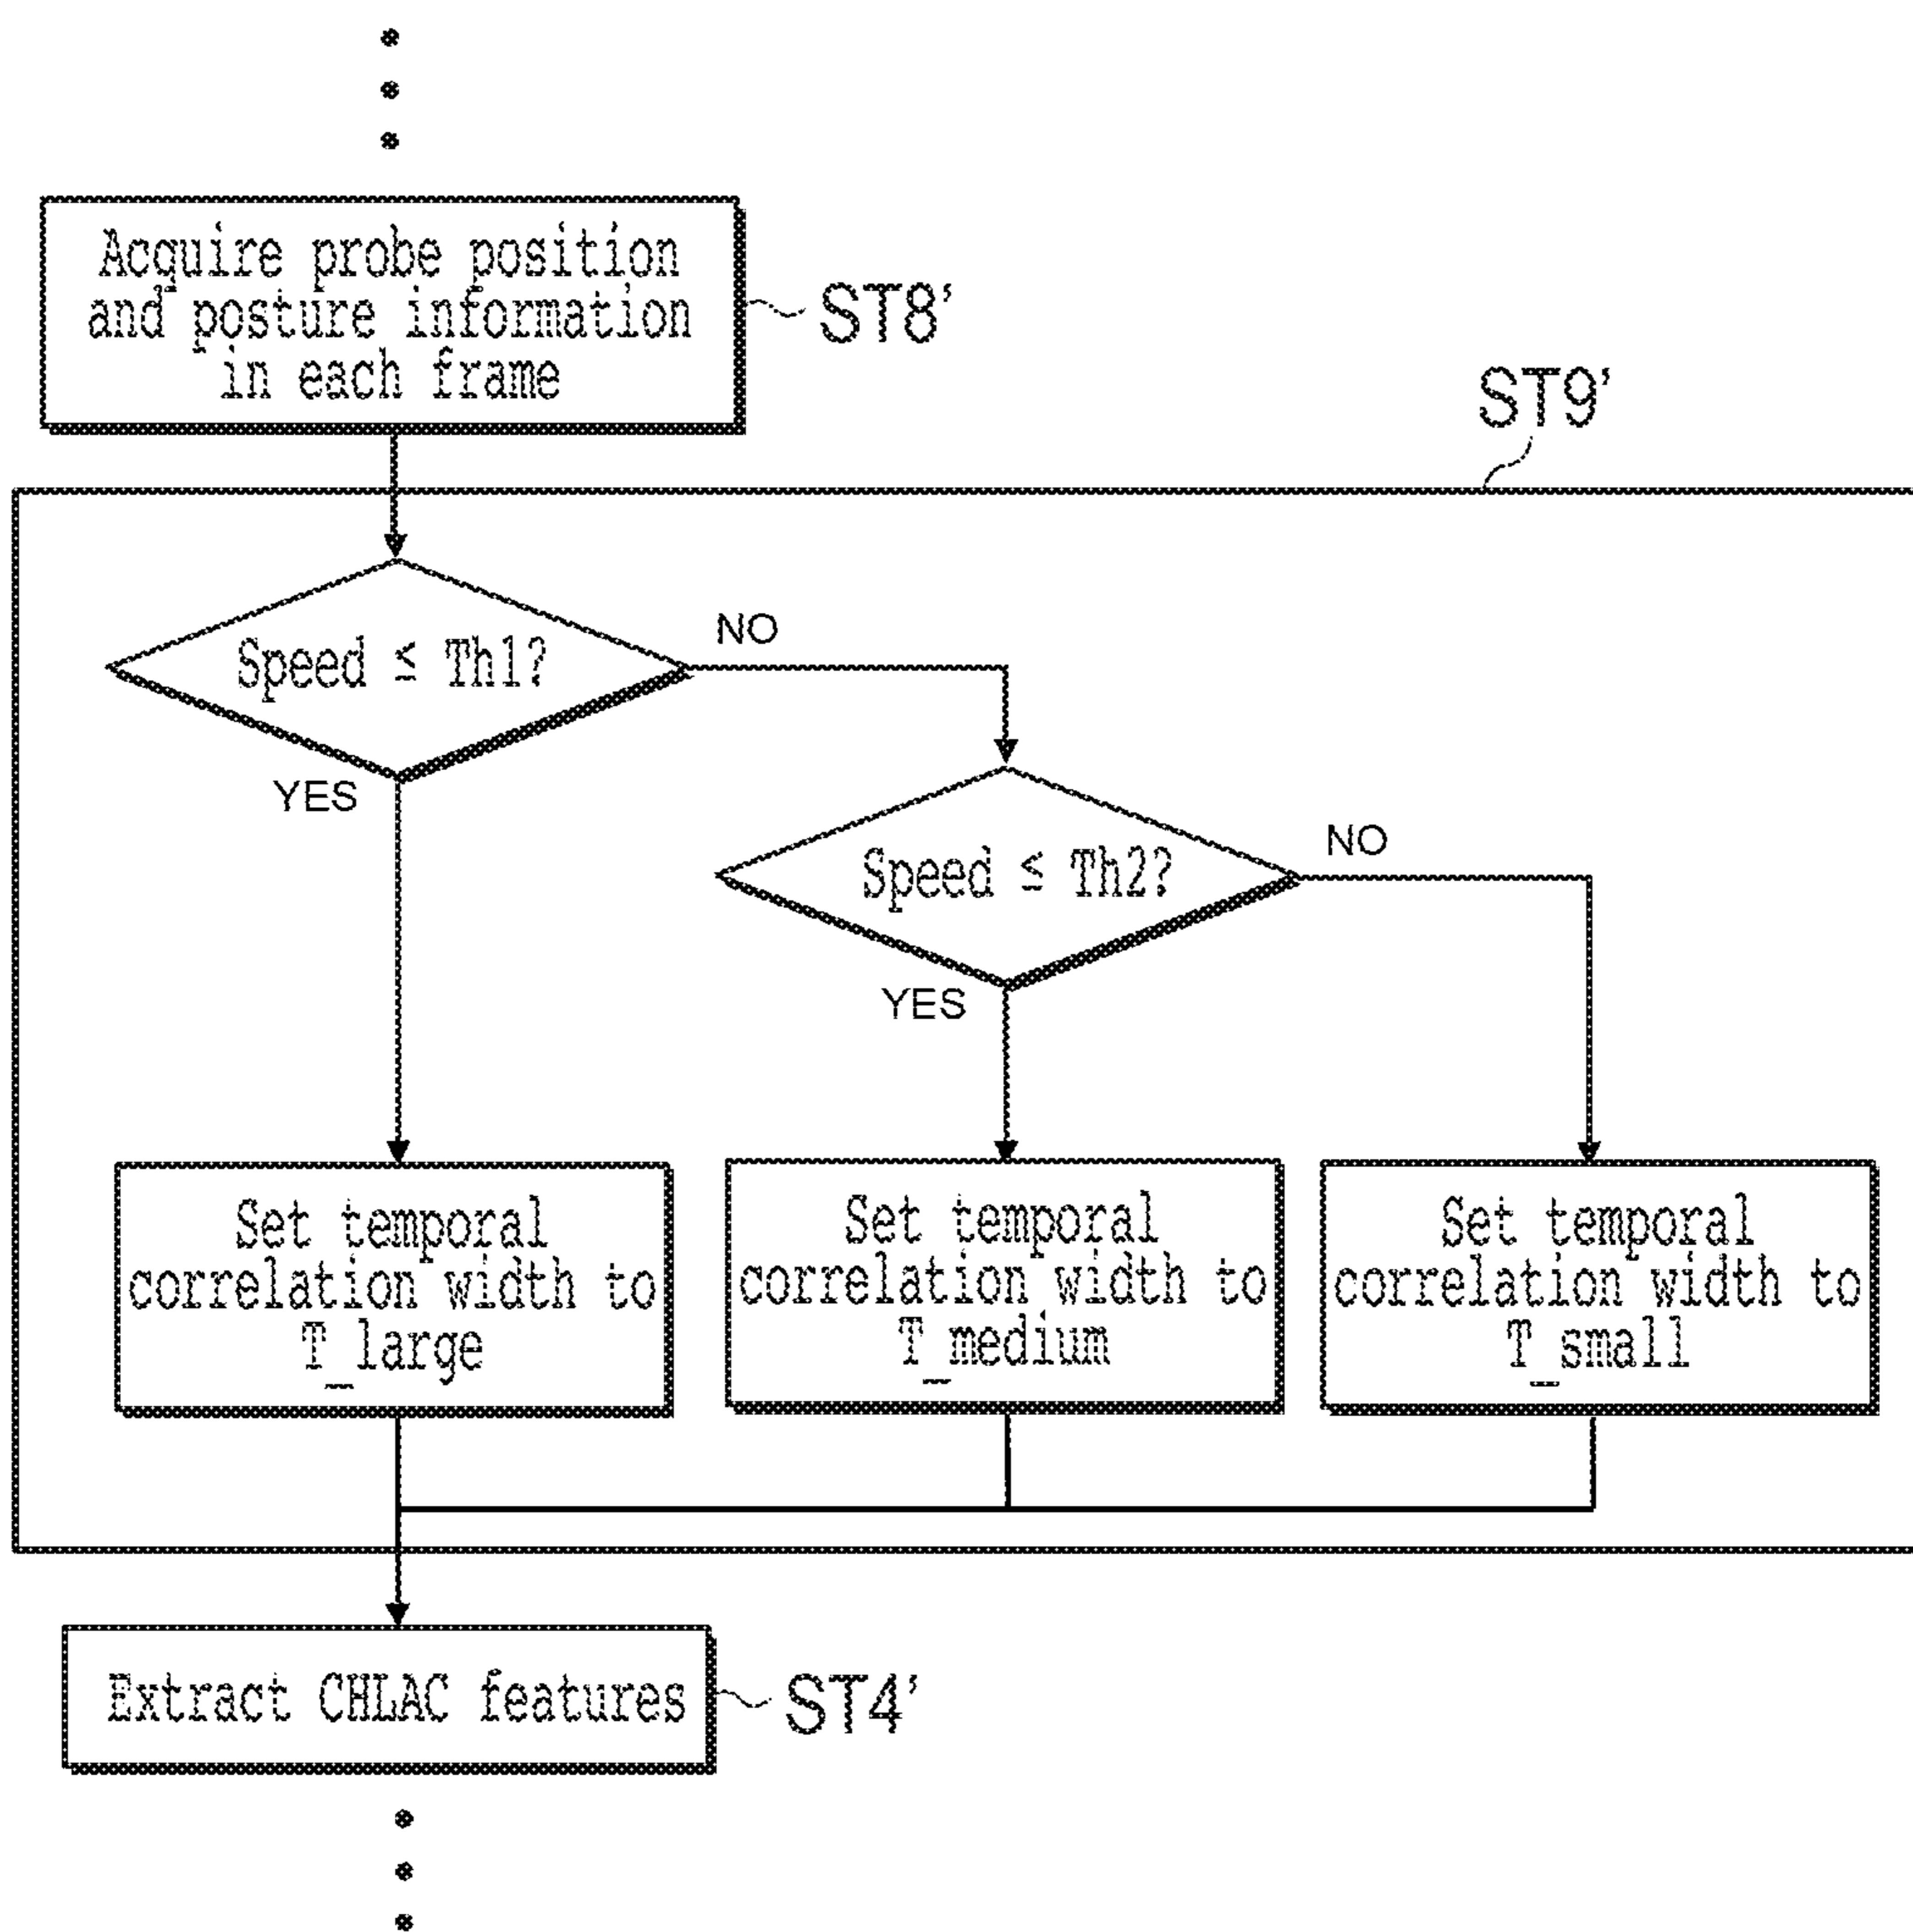 Acquire probe position
and posture information
in each frame
ST8'
ST9'
Speed ≤ Th1?
NO
YES
Speed ≤ Th2?
NO
YES
Set temporal
correlation width to
T_large
Set temporal
correlation width to
T_medium
Set temporal
correlation width to
T_small
Extract CHLAC features
ST4'